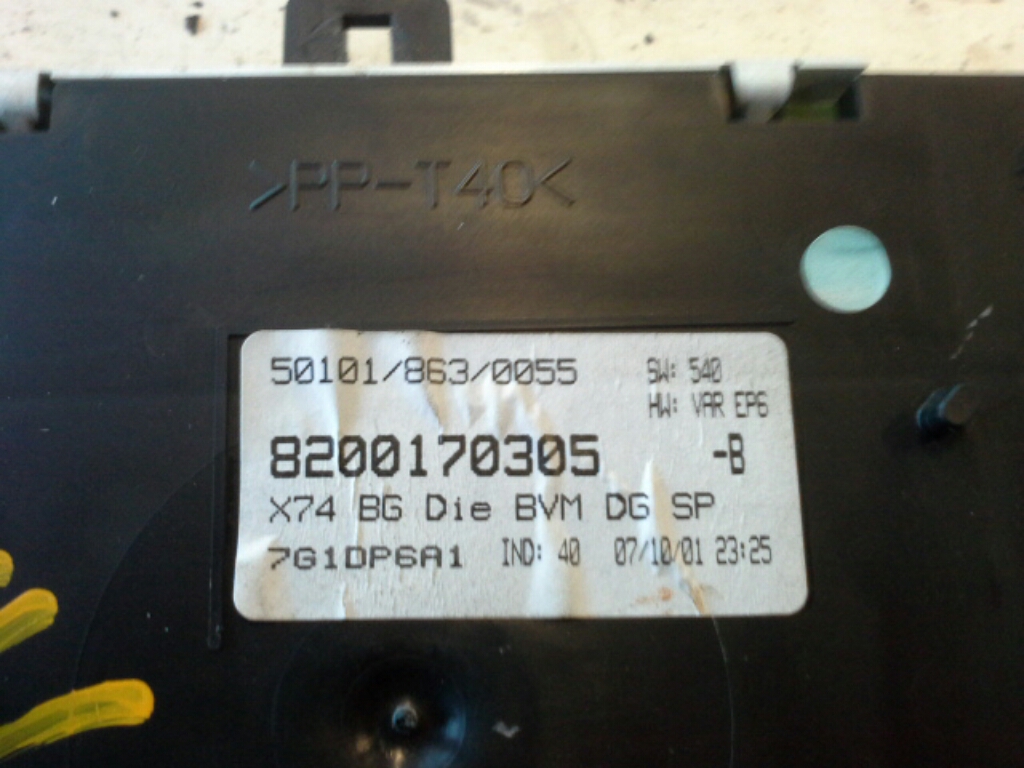 >PP-T40<
50101/863/0055 SW: 540
HW: VAR EP6
8200170305 -B
X74 BG Die BVM DG SP
7G1DP6A1 IND: 40 07/10/01 23:25